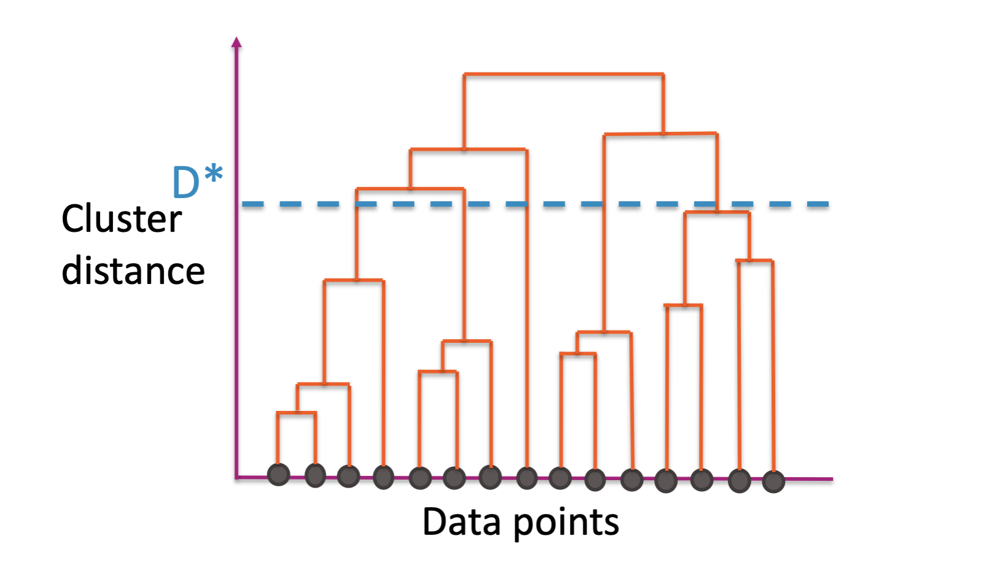 D*
Cluster
distance
Data points